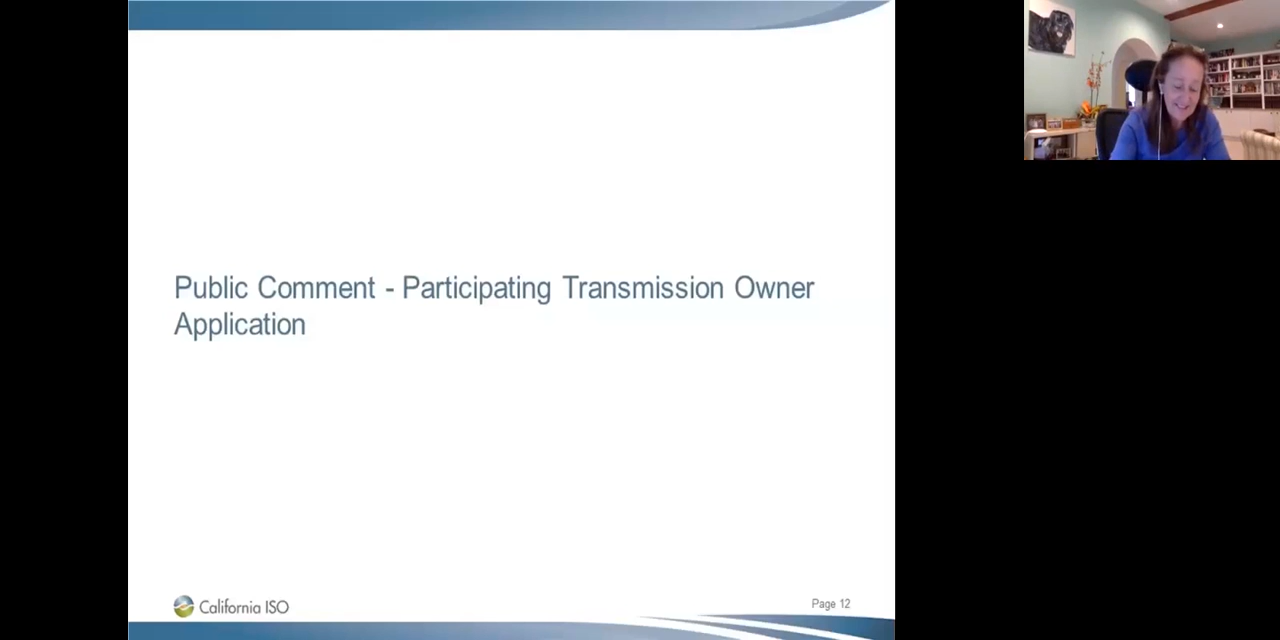 Public Comment - Participating Transmission Owner
Application
California ISO
Page 12